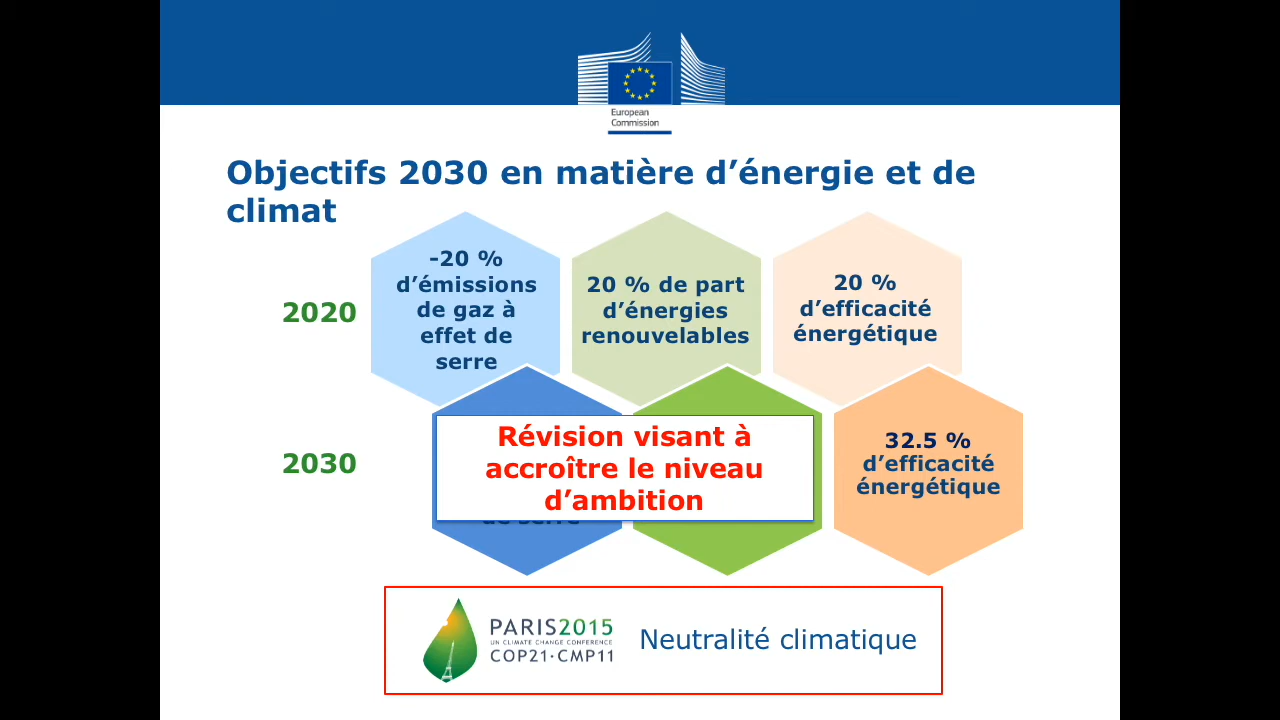 European
Commission
Objectifs 2030 en matière d’énergie et de
climat
2020
-20 %
d’émissions
de gaz à
effet de
serre
20 % de part
d’énergies
renouvelables
20 %
d’efficacité
énergétique
2030
Révision visant à
accroître le niveau
d’ambition
de serre
32.5 %
d’efficacité
énergétique
PARIS2015
UN CLIMATE CHANGE CONFERENCE
COP21·CMP11
Neutralité climatique